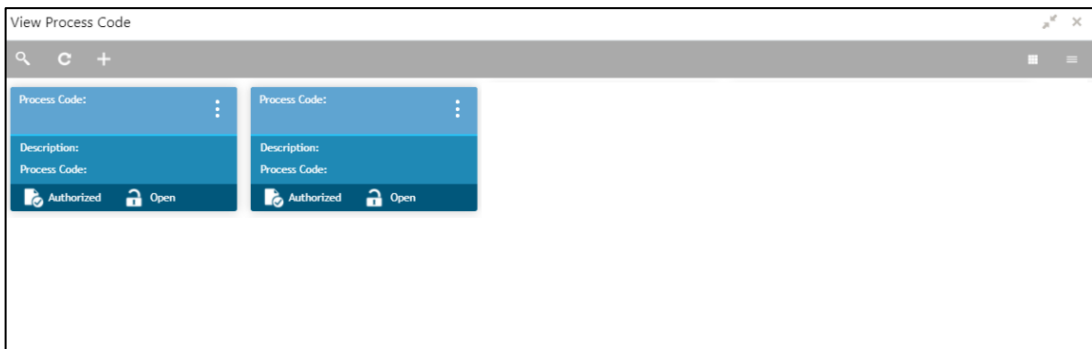 View Process Code
Process Code:
Description:
Process Code:
Authorized Open
Process Code:
Description:
Process Code:
Authorized Open